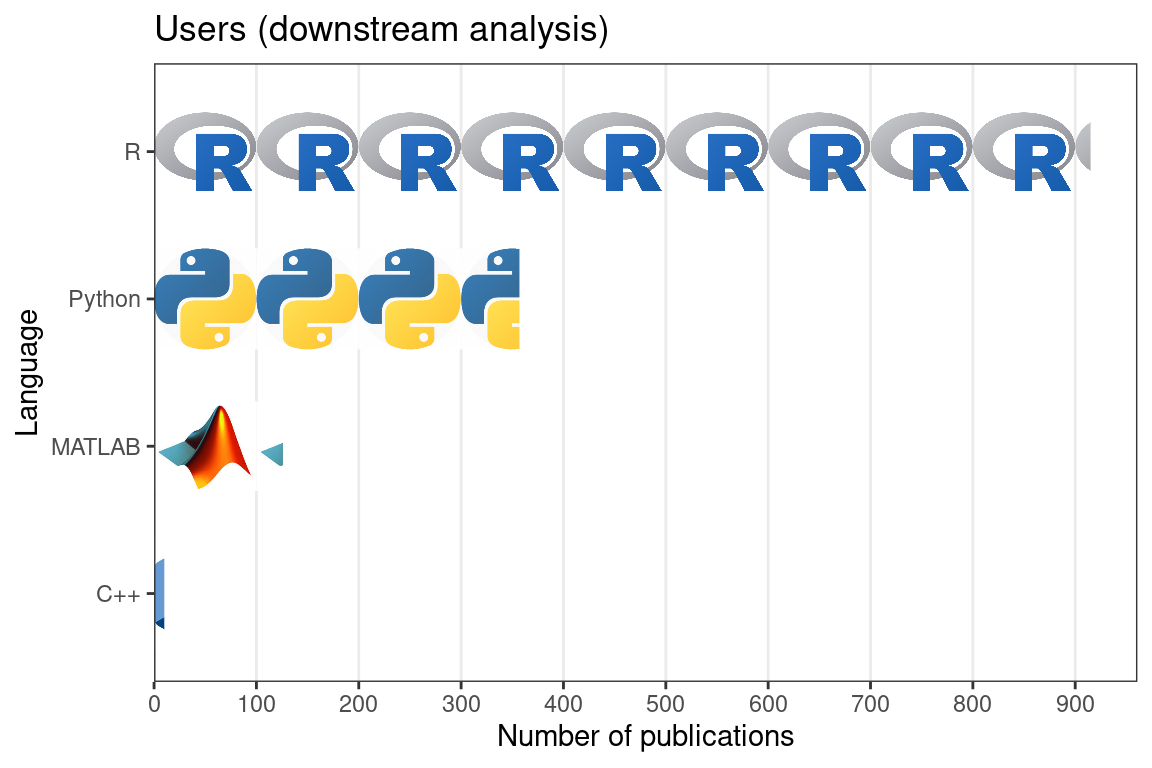 Users (downstream analysis)
R
R R R R R R R R R
Python
MATLAB
C++
Language
0 100 200 300 400 500 600 700 800 900
Number of publications